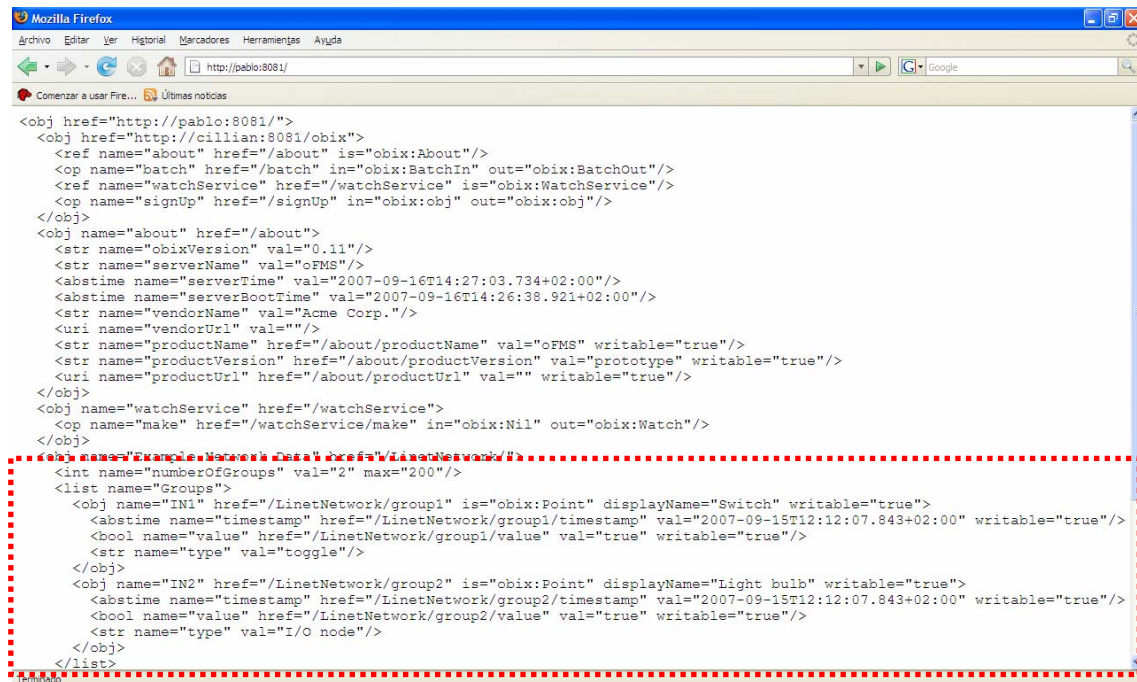 Mozilla Firefox
Archivo Editar Ver Historial Marcadores Herramientas Ayuda
http://pablo:8081/ G Google
Comenzar a usar Fire... Últimas noticias
<obj href="http://pablo:8081/">
<obj href="http://cillian:8081/obix">
<ref name="about" href="/about" is="obix:About"/>
<op name="batch" href="/batch" in="obix:BatchIn" out="obix:BatchOut"/>
<ref name="watchService" href="/watchService" is="obix:WatchService"/>
<op name="signUp" href="/signUp" in="obix:obj" out="obix:obj"/>
</obj>
<obj name="about" href="/about">
<str name="obixVersion" val="0.11"/>
<str name="serverName" val="oFMS"/>
<abstime name="serverTime" val="2007-09-16T14:27:03.734+02:00"/>
<abstime name="serverBootTime" val="2007-09-16T14:26:38.921+02:00"/>
<str name="vendorName" val="Acme Corp."/>
<uri name="vendorUrl" val=""/>
<str name="productName" href="/about/productName" val="oFMS" writable="true"/>
<str name="productVersion" href="/about/productVersion" val="prototype" writable="true"/>
<uri name="productUrl" href="/about/productUrl" val="" writable="true"/>
</obj>
<obj name="watchService" href="/watchService">
<op name="make" href="/watchService/make" in="obix:Nil" out="obix:Watch"/>
</obj>
<obj name="Example Network Data" href="/LinetNetwork/">
<int name="numberOfGroups" val="2" max="200"/>
<list name="Groups">
<obj name="IN1" href="/LinetNetwork/group1" is="obix:Point" displayName="Switch" writable="true">
<abstime name="timestamp" href="/LinetNetwork/group1/timestamp" val="2007-09-15T12:12:07.843+02:00" writable="true"/>
<bool name="value" href="/LinetNetwork/group1/value" val="true" writable="true"/>
<str name="type" val="toggle"/>
</obj>
<obj name="IN2" href="/LinetNetwork/group2" is="obix:Point" displayName="Light bulb" writable="true">
<abstime name="timestamp" href="/LinetNetwork/group2/timestamp" val="2007-09-15T12:12:07.843+02:00" writable="true"/>
<bool name="value" href="/LinetNetwork/group2/value" val="true" writable="true"/>
<str name="type" val="I/O node"/>
</obj>
</list>
Terminado